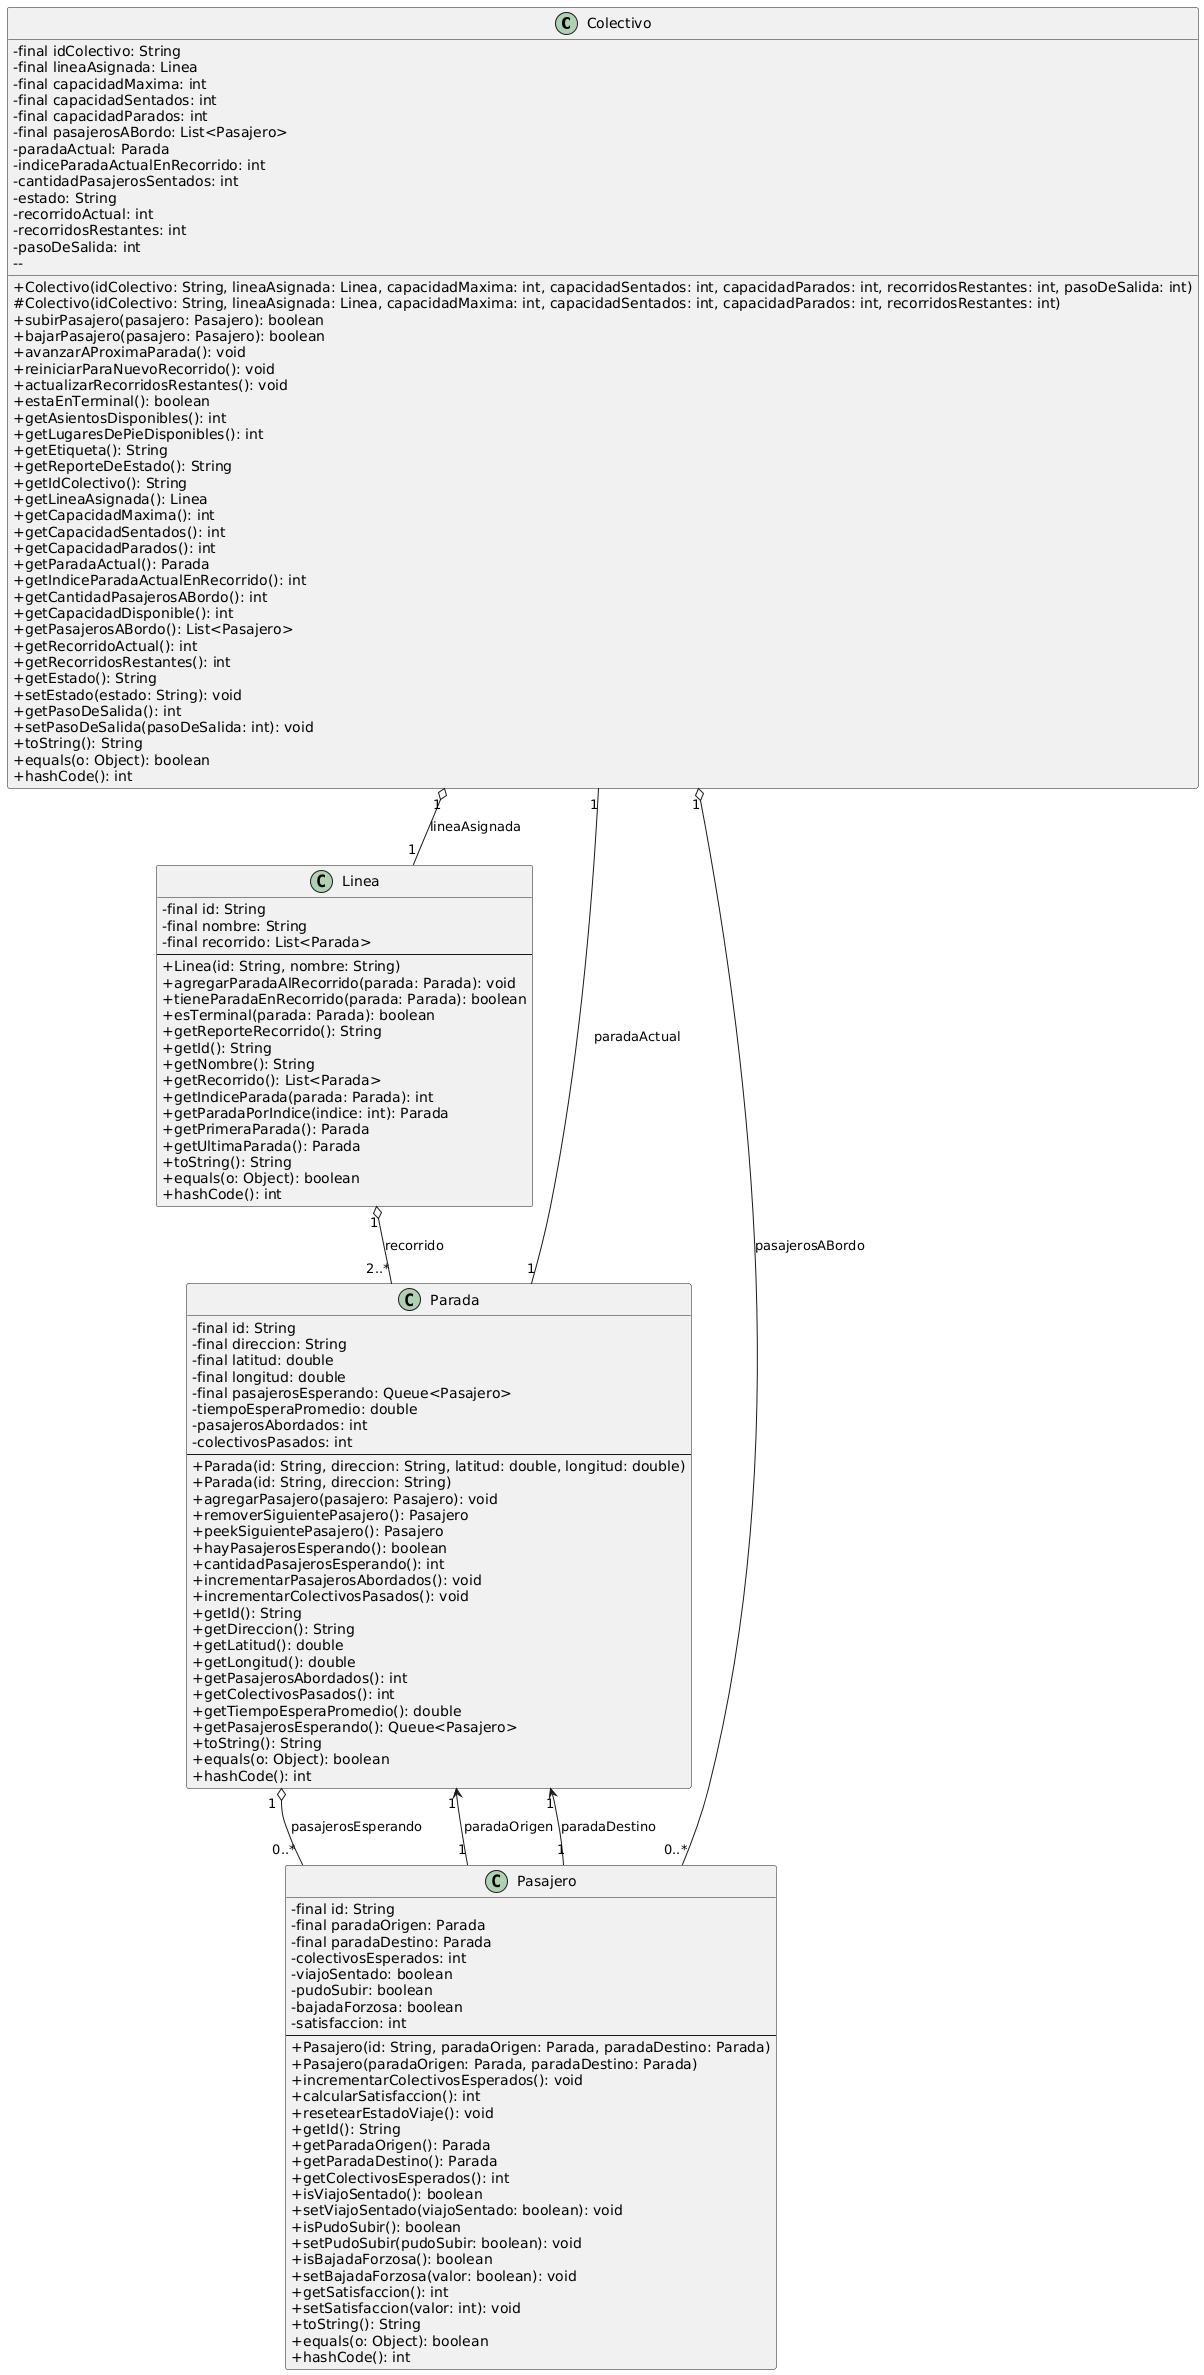 C Colectivo
-final idColectivo: String
-final lineaAsignada: Linea
-final capacidadMaxima: int
-final capacidadSentados: int
-final capacidadParados: int
-final pasajerosABordo: List<Pasajero>
-paradaActual: Parada
-indiceParadaActualEnRecorrido: int
-cantidadPasajerosSentados: int
-estado: String
-recorridoActual: int
-recorridosRestantes: int
-pasoDeSalida: int
--
+Colectivo(idColectivo: String, lineaAsignada: Linea, capacidadMaxima: int, capacidadSentados: int, capacidadParados: int, recorridosRestantes: int, pasoDeSalida: int)
#Colectivo(idColectivo: String, lineaAsignada: Linea, capacidadMaxima: int, capacidadSentados: int, capacidadParados: int, recorridosRestantes: int)
+subirPasajero(pasajero: Pasajero): boolean
+bajarPasajero(pasajero: Pasajero): boolean
+avanzarAProximaParada(): void
+reiniciarParaNuevoRecorrido(): void
+actualizarRecorridosRestantes(): void
+estaEnTerminal(): boolean
+getAsientosDisponibles(): int
+getLugaresDePieDisponibles(): int
+getEtiqueta(): String
+getReporteDeEstado(): String
+getIdColectivo(): String
+getLineaAsignada(): Linea
+getCapacidadMaxima(): int
+getCapacidadSentados(): int
+getCapacidadParados(): int
+getParadaActual(): Parada
+getIndiceParadaActualEnRecorrido(): int
+getCantidadPasajerosABordo(): int
+getCapacidadDisponible(): int
+getPasajerosABordo(): List<Pasajero>
+getRecorridoActual(): int
+getRecorridosRestantes(): int
+getEstado(): String
+setEstado(estado: String): void
+getPasoDeSalida(): int
+setPasoDeSalida(pasoDeSalida: int): void
+toString(): String
+equals(o: Object): boolean
+hashCode(): int
1 1 1
lineaAsignada
1
C Linea
-final id: String
-final nombre: String
-final recorrido: List<Parada>
+Linea(id: String, nombre: String)
+agregarParadaAlRecorrido(parada: Parada): void
+tieneParadaEnRecorrido(parada: Parada): boolean
+esTerminal(parada: Parada): boolean
+getReporteRecorrido(): String
+getId(): String
+getNombre(): String
+getRecorrido(): List<Parada>
+getIndiceParada(parada: Parada): int
+getParadaPorIndice(indice: int): Parada
+getPrimeraParada(): Parada
+getUltimaParada(): Parada
+toString(): String
+equals(o: Object): boolean
+hashCode(): int
paradaActual
1
recorrido
pasajerosABordo
2..* 1
C Parada
-final id: String
-final direccion: String
-final latitud: double
-final longitud: double
-final pasajerosEsperando: Queue<Pasajero>
-tiempoEsperaPromedio: double
-pasajerosAbordados: int
-colectivosPasados: int
+Parada(id: String, direccion: String, latitud: double, longitud: double)
+Parada(id: String, direccion: String)
+agregarPasajero(pasajero: Pasajero): void
+removerSiguientePasajero(): Pasajero
+peekSiguientePasajero(): Pasajero
+hayPasajerosEsperando(): boolean
+cantidadPasajerosEsperando(): int
+incrementarPasajerosAbordados(): void
+incrementarColectivosPasados(): void
+getId(): String
+getDireccion(): String
+getLatitud(): double
+getLongitud(): double
+getPasajerosAbordados(): int
+getColectivosPasados(): int
+getTiempoEsperaPromedio(): double
+getPasajerosEsperando(): Queue<Pasajero>
+toString(): String
+equals(o: Object): boolean
+hashCode(): int
1 1 1
pasajerosEsperando paradaOrigen paradaDestino
0..* 1 1 0..*
C Pasajero
-final id: String
-final paradaOrigen: Parada
-final paradaDestino: Parada
-colectivosEsperados: int
-viajoSentado: boolean
-pudoSubir: boolean
-bajadaForzosa: boolean
-satisfaccion: int
+Pasajero(id: String, paradaOrigen: Parada, paradaDestino: Parada)
+Pasajero(paradaOrigen: Parada, paradaDestino: Parada)
+incrementarColectivosEsperados(): void
+calcularSatisfaccion(): int
+resetearEstadoViaje(): void
+getId(): String
+getParadaOrigen(): Parada
+getParadaDestino(): Parada
+getColectivosEsperados(): int
+isViajoSentado(): boolean
+setViajoSentado(viajoSentado: boolean): void
+isPudoSubir(): boolean
+setPudoSubir(pudoSubir: boolean): void
+isBajadaForzosa(): boolean
+setBajadaForzosa(valor: boolean): void
+getSatisfaccion(): int
+setSatisfaccion(valor: int): void
+toString(): String
+equals(o: Object): boolean
+hashCode(): int